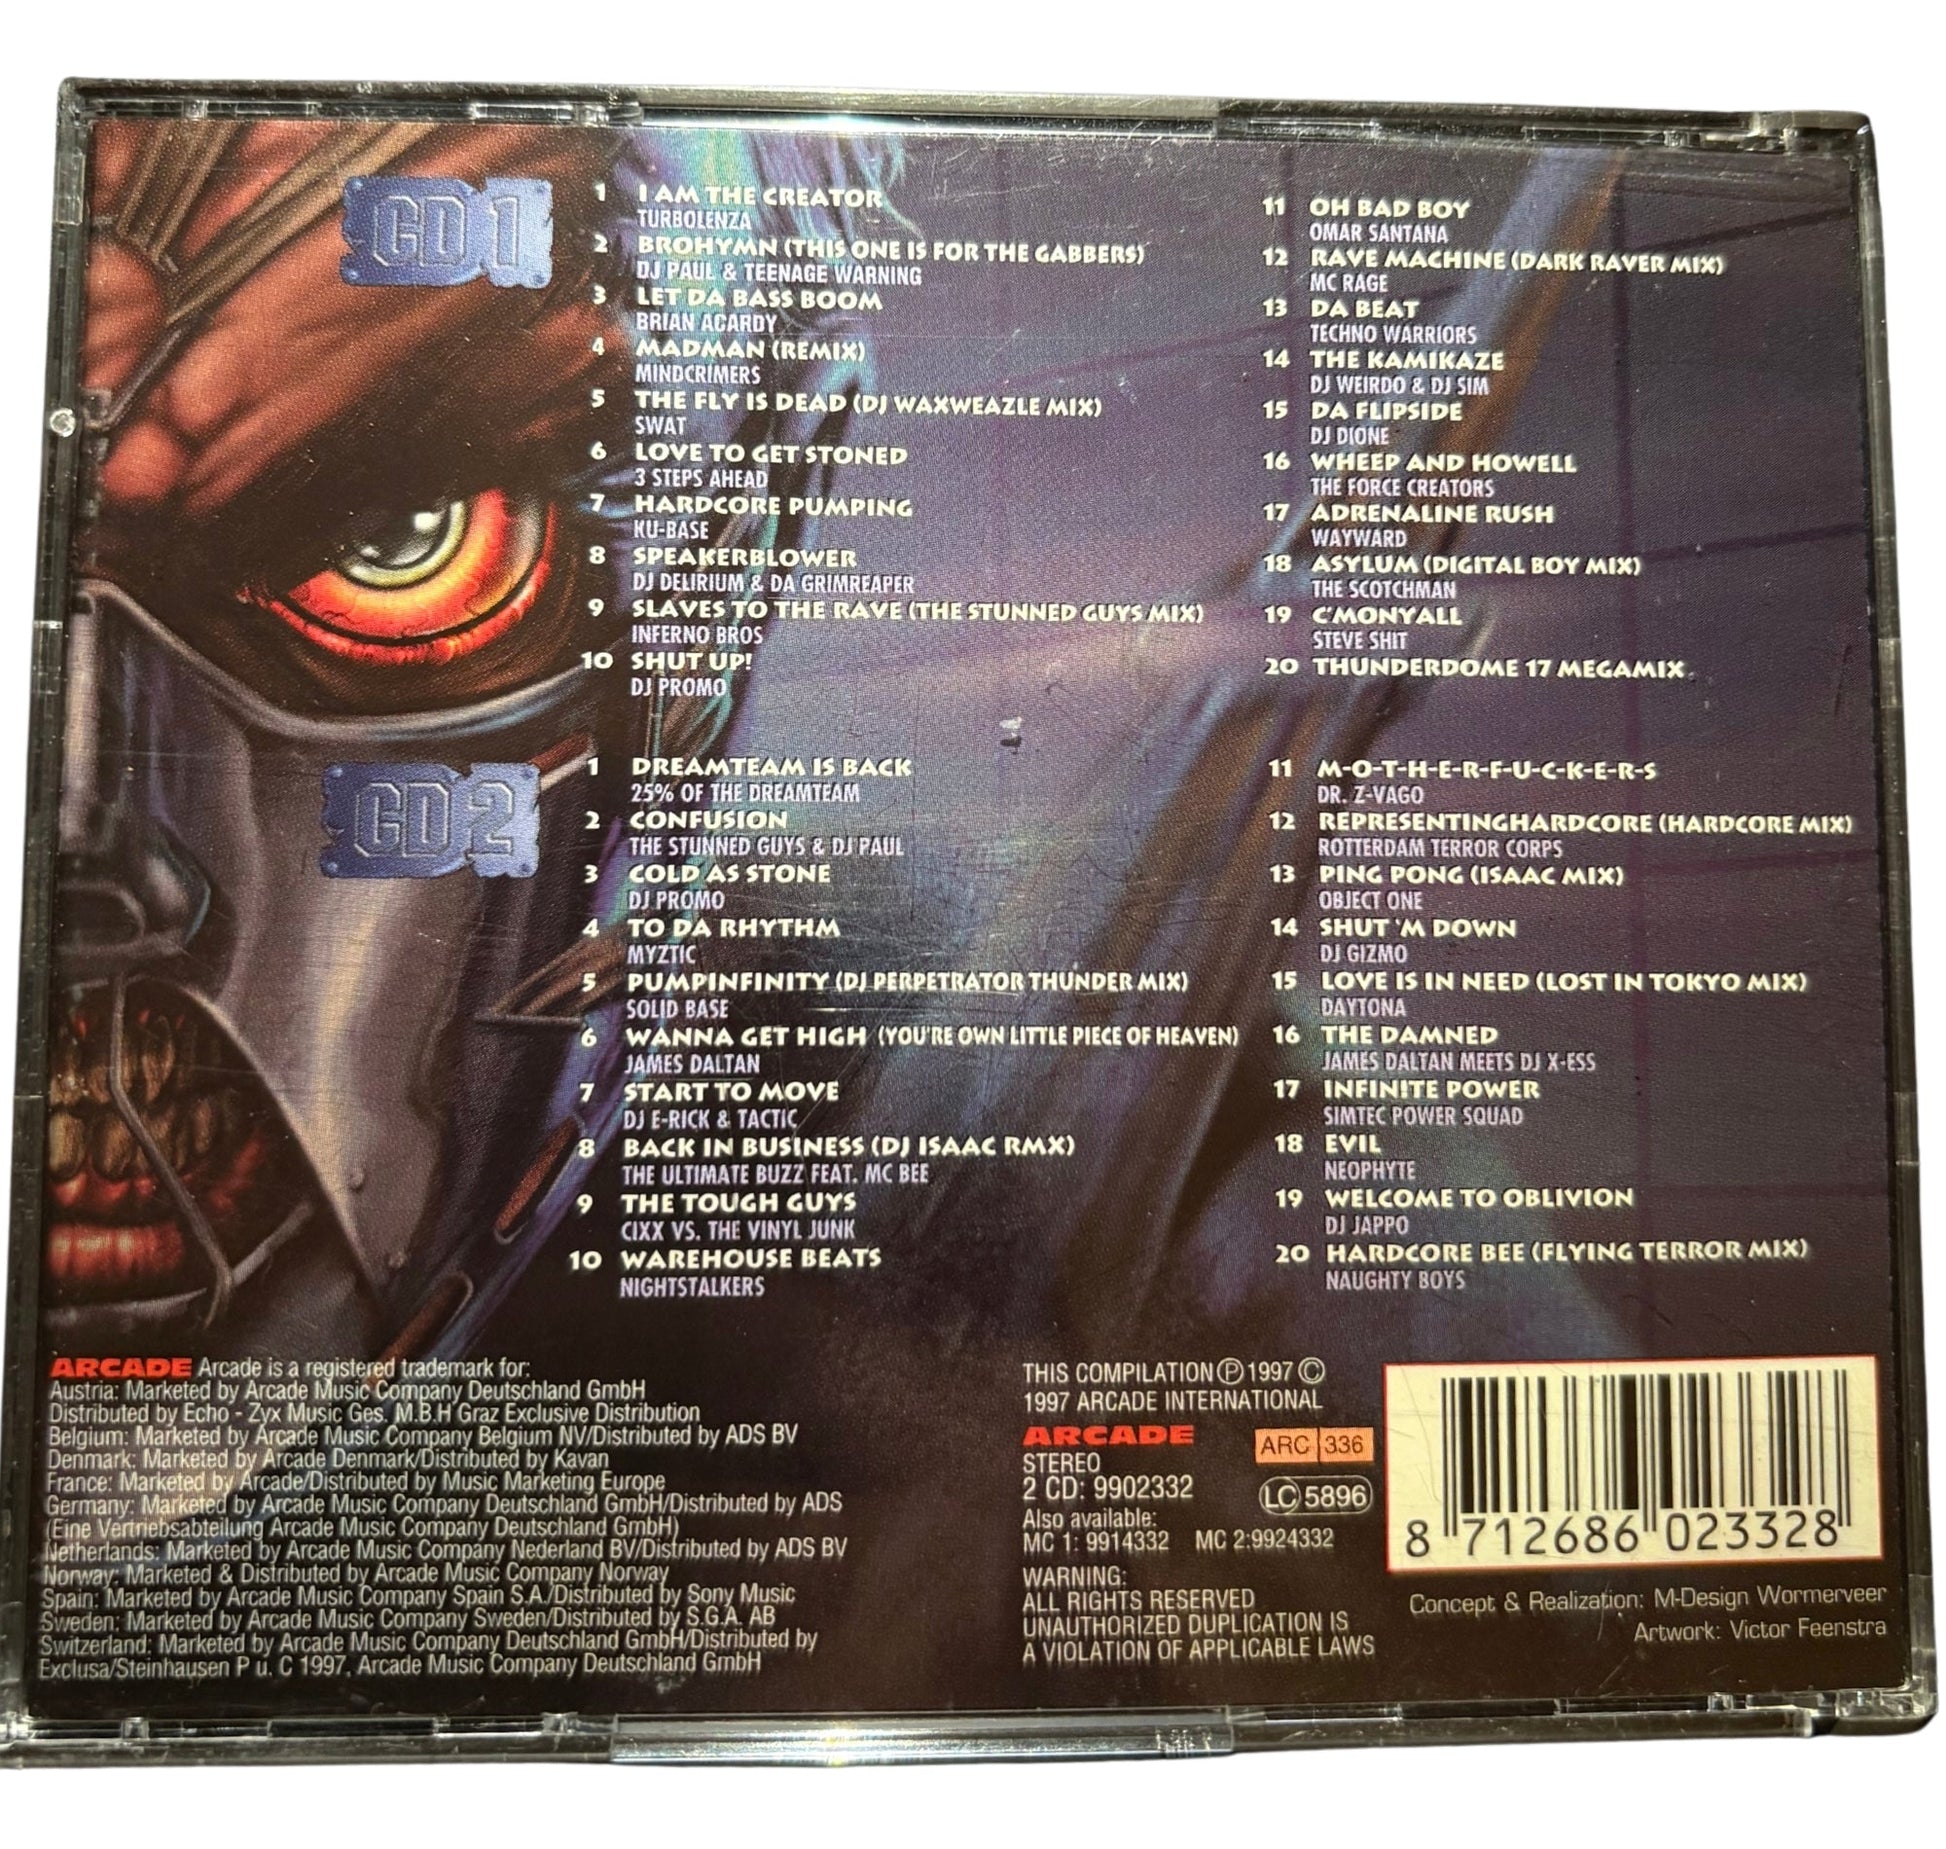 CD 1
1 I AM THE CREATOR
TURBOLENZA
2 BROHYMN (THIS ONE IS FOR THE GABBERS)
DJ PAUL & TEENAGE WARNING
3 LET DA BASS BOOM
BRIAN ACARDY
4 MADMAN (REMIX)
MINDCRIMERS
5 THE FLY IS DEAD (DJ WAXWEAZLE MIX)
SWAT
6 LOVE TO GET STONED
3 STEPS AHEAD
7 HARDCORE PUMPING
KU-BASE
8 SPEAKERBLOWER
DJ DELIRIUM & DA GRIMREAPER
9 SLAVES TO THE RAVE (THE STUNNED GUYS MIX)
INFERNO BROS
10 SHUT UP!
DJ PROMO
11 OH BAD BOY
OMAR SANTANA
12 RAVE MACHINE (DARK RAVER MIX)
MC RAGE
13 DA BEAT
TECHNO WARRIORS
14 THE KAMIKAZE
DJ WEIRDO & DJ SIM
15 DA FLIPSIDE
DJ DIONE
16 WHEEP AND HOWELL
THE FORCE CREATORS
17 ADRENALINE RUSH
WAYWARD
18 ASYLUM (DIGITAL BOY MIX)
THE SCOTCHMAN
19 C'MONYALL
STEVE SHIT
20 THUNDERDOME 17 MEGAMIX
CD 2
1 DREAMTEAM IS BACK
25% OF THE DREAMTEAM
2 CONFUSION
THE STUNNED GUYS & DJ PAUL
3 COLD AS STONE
DJ PROMO
4 TO DA RHYTHM
MYZTIC
5 PUMPINFINITY (DJ PERPETRATOR THUNDER MIX)
SOLID BASE
6 WANNA GET HIGH (YOU'RE OWN LITTLE PIECE OF HEAVEN)
JAMES DALTAN
7 START TO MOVE
DJ E-RICK & TACTIC
8 BACK IN BUSINESS (DJ ISAAC RMX)
THE ULTIMATE BUZZ FEAT. MC BEE
9 THE TOUGH GUYS
CIXX VS. THE VINYL JUNK
10 WAREHOUSE BEATS
NIGHTSTALKERS
11 M-O-T-H-E-R-F-U-C-K-E-R-S
DR. Z-VAGO
12 REPRESENTINGHARDCORE (HARDCORE MIX)
ROTTERDAM TERROR CORPS
13 PING PONG (ISAAC MIX)
OBJECT ONE
14 SHUT 'M DOWN
DJ GIZMO
15 LOVE IS IN NEED (LOST IN TOKYO MIX)
DAYTONA
16 THE DAMNED
JAMES DALTAN MEETS DJ X-ESS
17 INFINITE POWER
SIMTEC POWER SQUAD
18 EVIL
NEOPHYTE
19 WELCOME TO OBLIVION
DJ JAPPO
20 HARDCORE BEE (FLYING TERROR MIX)
NAUGHTY BOYS
ARCADE Arcade is a registered trademark for:
Austria: Marketed by Arcade Music Company Deutschland GmbH
Distributed by Echo - Zyx Music Ges. M.B.H Graz Exclusive Distribution
Belgium: Marketed by Arcade Music Company Belgium NV/Distributed by ADS BV
Denmark: Marketed by Arcade Denmark/Distributed by Kavan
France: Marketed by Arcade/Distributed by Music Marketing Europe
Germany: Marketed by Arcade Music Company Deutschland GmbH/Distributed by ADS
(Eine Vertriebsabteilung Arcade Music Company Deutschland GmbH)
Netherlands: Marketed by Arcade Music Company Nederland BV/Distributed by ADS BV
Norway: Marketed & Distributed by Arcade Music Company Norway
Spain: Marketed by Arcade Music Company Spain S.A./Distributed by Sony Music
Sweden: Marketed by Arcade Music Company Sweden/Distributed by S.G.A. AB
Switzerland: Marketed by Arcade Music Company Deutschland GmbH/Distributed by
Exclusa/Steinhausen P u. C 1997, Arcade Music Company Deutschland GmbH
THIS COMPILATION Ⓟ 1997 ©
1997 ARCADE INTERNATIONAL
ARCADE
STEREO
2 CD: 9902332
Also available:
MC 1: 9914332 MC 2:9924332
WARNING:
ALL RIGHTS RESERVED
UNAUTHORIZED DUPLICATION IS
A VIOLATION OF APPLICABLE LAWS
ARC 336
LC 5896
8 712686 023328
Concept & Realization: M-Design Wormerveer
Artwork: Victor Feenstra